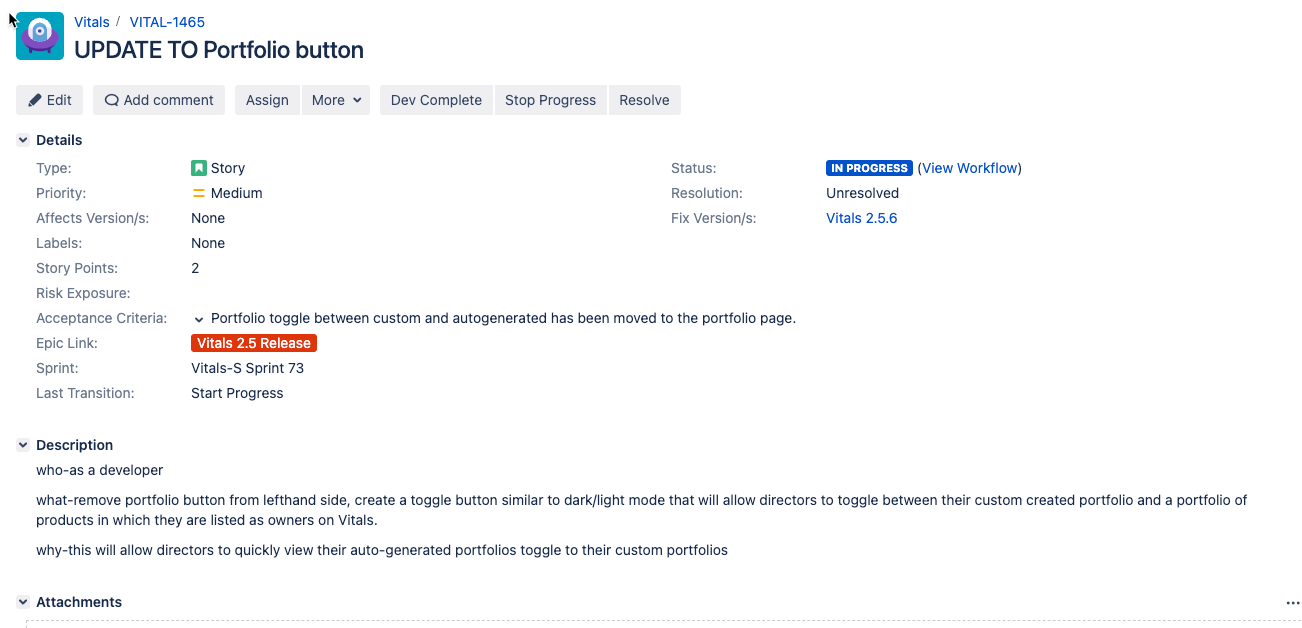 Vitals / VITAL-1465
UPDATE TO Portfolio button
Edit Add comment Assign More Dev Complete Stop Progress Resolve
Details
Type: Story Status: IN PROGRESS (View Workflow)
Priority: Medium Resolution: Unresolved
Affects Version/s: None Fix Version/s: Vitals 2.5.6
Labels: None
Story Points: 2
Risk Exposure:
Acceptance Criteria: Portfolio toggle between custom and autogenerated has been moved to the portfolio page.
Epic Link: Vitals 2.5 Release
Sprint: Vitals-S Sprint 73
Last Transition: Start Progress
Description
who-as a developer
what-remove portfolio button from lefthand side, create a toggle button similar to dark/light mode that will allow directors to toggle between their custom created portfolio and a portfolio of
products in which they are listed as owners on Vitals.
why-this will allow directors to quickly view their auto-generated portfolios toggle to their custom portfolios
Attachments